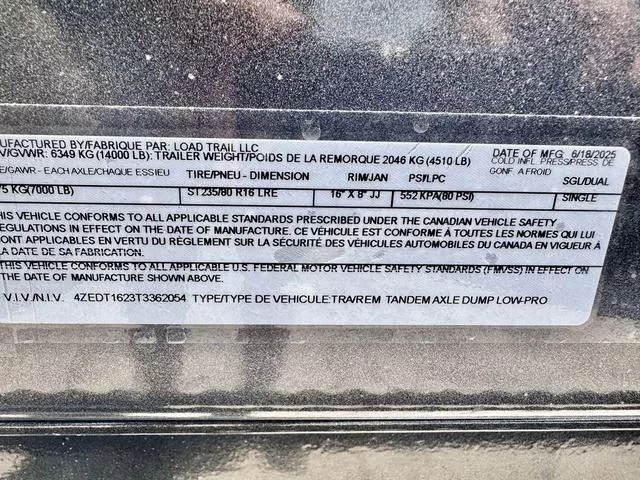 UFACTURED BY/FABRIQUE PAR: LOAD TRAIL LLC DATE OF MFG 6/18/2025
V/GVWR: 6349 KG (14000 LB): TRAILER WEIGHT/POIDS DE LA REMORQUE 2046 KG (4510 LB) COLD INFL PRESS/PRESS DE
E/GAWR - EACH AXLE/CHAQUE ESSIEU TIRE/PNEU - DIMENSION RIM/JAN PSI/LPC GONF. A FROID SGL/DUAL
5 KG(7000 LB) ST235/80 R16 LRE 16" X 8" JJ 552 KPA(80 PSI) SINGLE
THIS VEHICLE CONFORMS TO ALL APPLICABLE STANDARDS PRESCRIBED UNDER THE CANADIAN VEHICLE SAFETY
REGULATIONS IN EFFECT ON THE DATE OF MANUFACTURE. CE VÉHICULE EST CONFORME À TOUTES LES NORMES QUI
ONT APPLICABLES EN VERTU DU RÈGLEMENT SUR LA SÉCURITÉ DES VÉHICULES AUTOMOBILES DU CANADA EN VIGUEUR À
LA DATE DE SA FABRICATION.
THIS VEHICLE CONFORMS TO ALL APPLICABLE U.S. FEDERAL MOTOR VEHICLE SAFETY STANDARDS (FMVSS) IN EFFECT ON
THE DATE OF MANUFACTURE SHOWN ABOVE.
V.I.V./N.I.V. 4ZEDT1623T3362054 TYPE/TYPE DE VEHICULE:TRA/REM TANDEM AXLE DUMP LOW-PRO